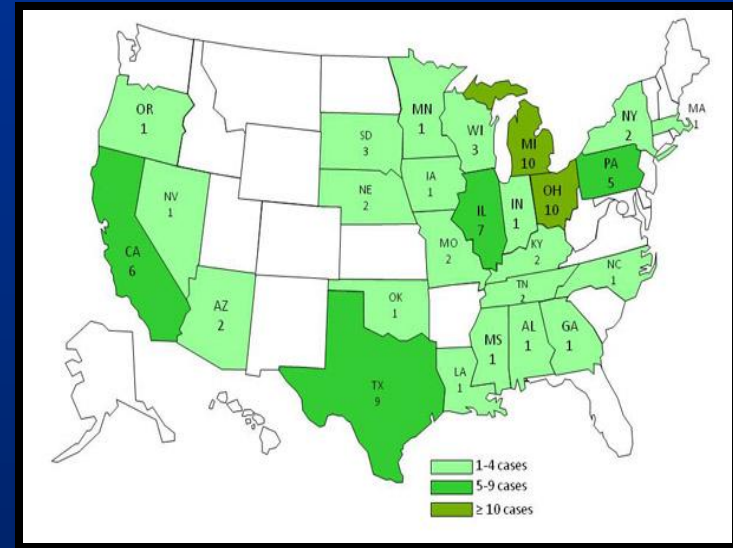 OR
1
CA
6
NV
1
AZ
2
SD
3
NE
2
MN
1
IA
1
MO
2
WI
3
IL
7
MI
10
IN
1
OH
10
KY
2
TN
2
NY
2
PA
5
MA
1
NC
1
OK
1
TX
9
LA
1
MS
1
AL
1
GA
1
1-4 cases
5-9 cases
≥ 10 cases